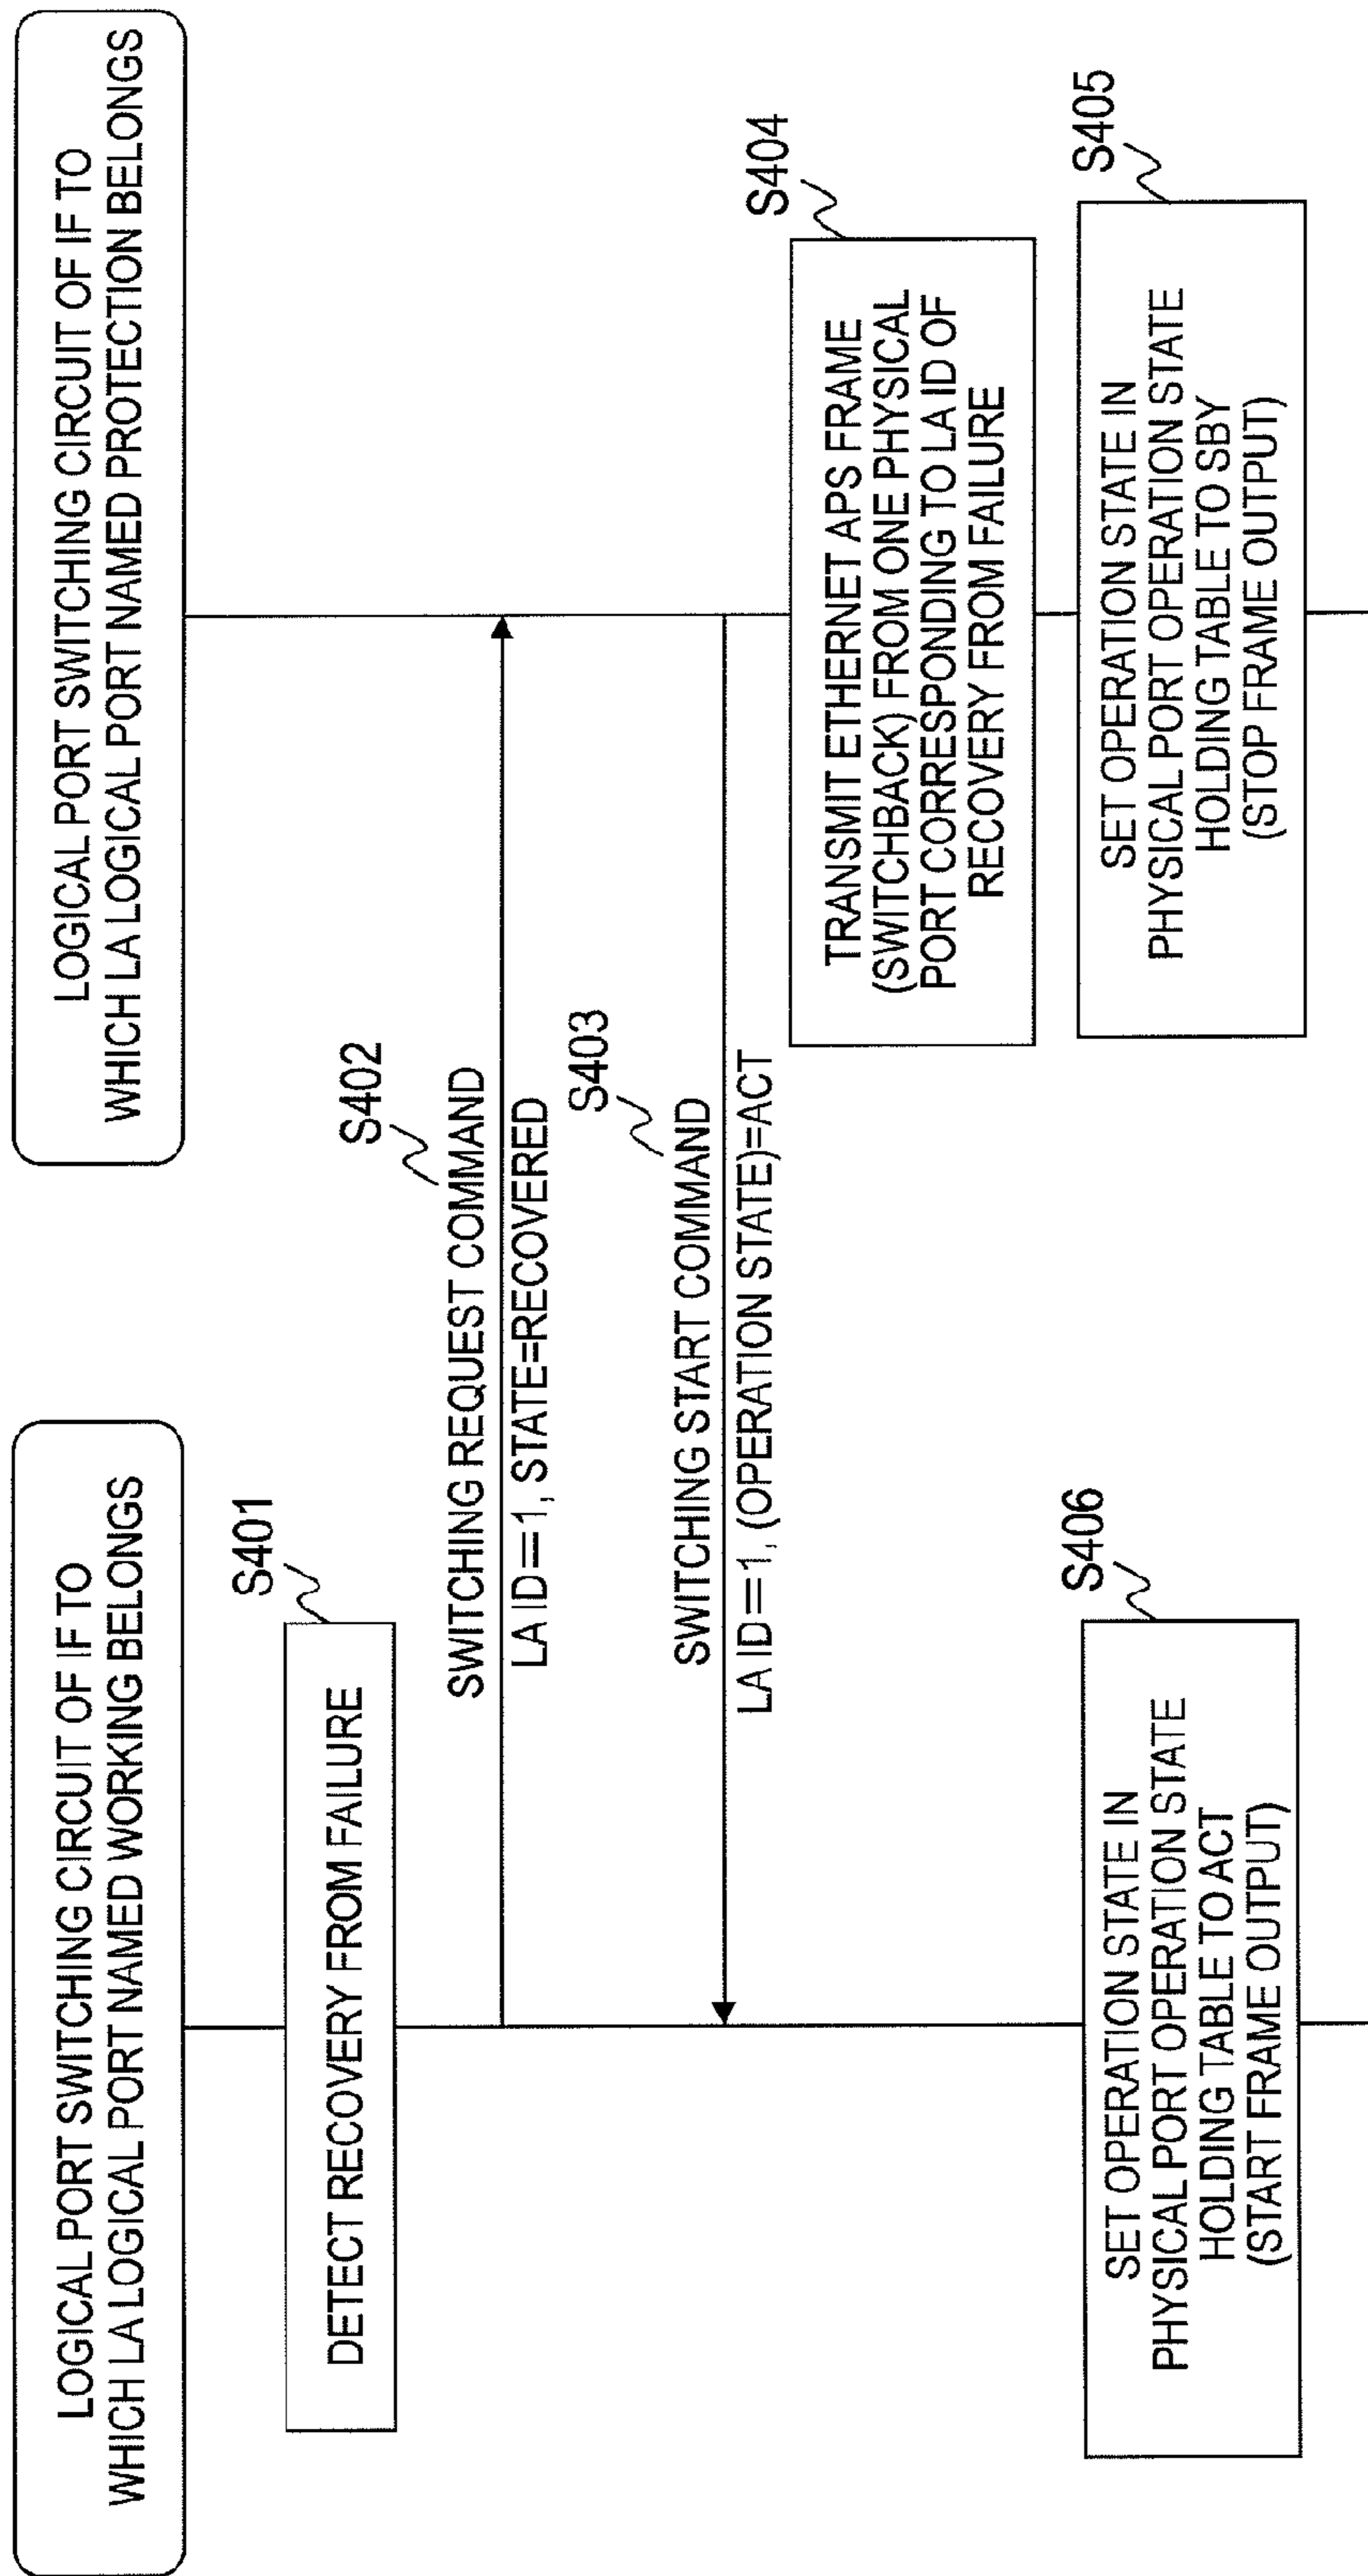 LOGICAL PORT SWITCHING CIRCUIT OF IF TO
WHICH LA LOGICAL PORT NAMED WORKING BELONGS
LOGICAL PORT SWITCHING CIRCUIT OF IF TO
WHICH LA LOGICAL PORT NAMED PROTECTION BELONGS
S401
DETECT RECOVERY FROM FAILURE
S402
SWITCHING REQUEST COMMAND
LA ID=1, STATE=RECOVERED
S403
SWITCHING START COMMAND
LA ID=1, (OPERATION STATE)=ACT
S404
TRANSMIT ETHERNET APS FRAME
(SWITCHBACK) FROM ONE PHYSICAL
PORT CORRESPONDING TO LA ID OF
RECOVERY FROM FAILURE
S405
SET OPERATION STATE IN
PHYSICAL PORT OPERATION STATE
HOLDING TABLE TO SBY
(STOP FRAME OUTPUT)
S406
SET OPERATION STATE IN
PHYSICAL PORT OPERATION STATE
HOLDING TABLE TO ACT
(START FRAME OUTPUT)